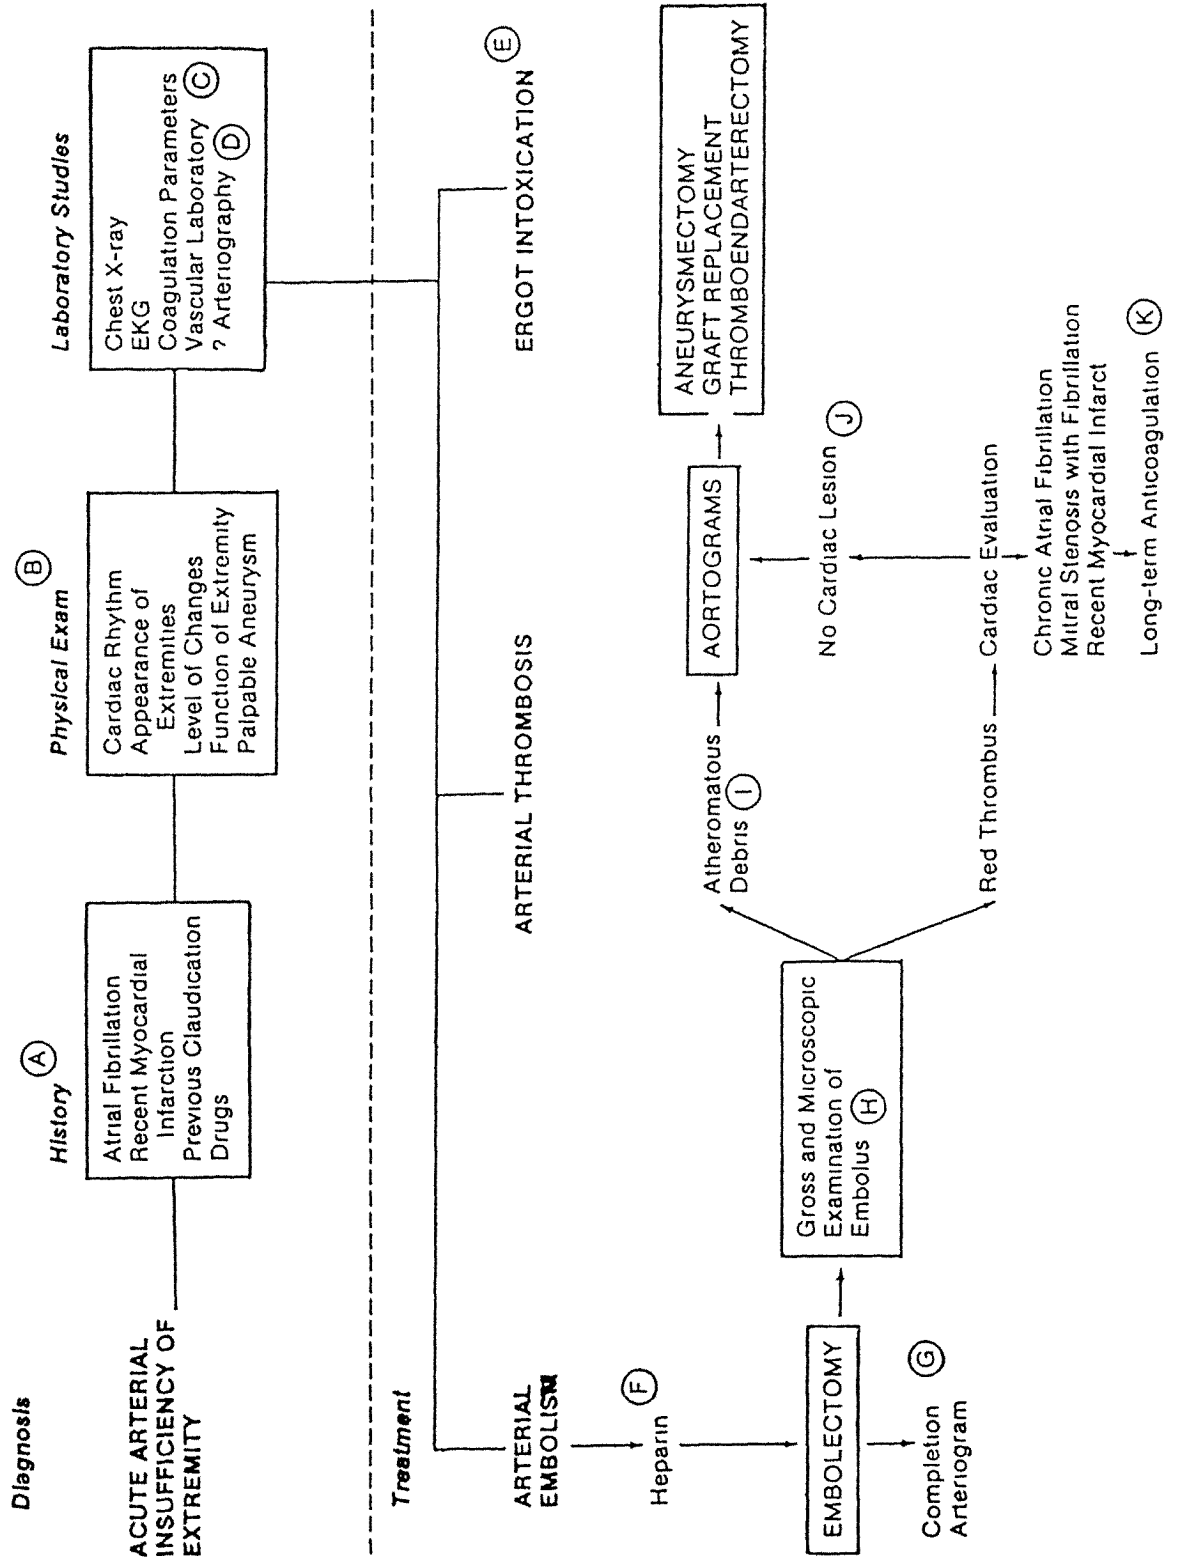 Diagnosis
History
A
Physical Exam
B
Laboratory Studies
ACUTE ARTERIAL
INSUFFICIENCY OF
EXTREMITY
Atrial Fibrillation
Recent Myocardial
Infarction
Previous Claudication
Drugs
Cardiac Rhythm
Appearance of
Extremities
Level of Changes
Function of Extremity
Palpable Aneurysm
Chest X-ray
EKG
Coagulation Parameters
Vascular Laboratory C
? Arteriography D
Treatment
ARTERIAL
EMBOLISM
ARTERIAL THROMBOSIS
ERGOT INTOXICATION E
Heparin F
EMBOLECTOMY
Completion G
Arteriogram
Gross and Microscopic
Examination of
Embolus H
Atheromatous
Debris I
AORTOGRAMS
ANEURYSMECTOMY
GRAFT REPLACEMENT
THROMBOENDARTERECTOMY
No Cardiac Lesion J
Red Thrombus
Cardiac Evaluation
Chronic Atrial Fibrillation
Mitral Stenosis with Fibrillation
Recent Myocardial Infarct
Long-term Anticoagulation K